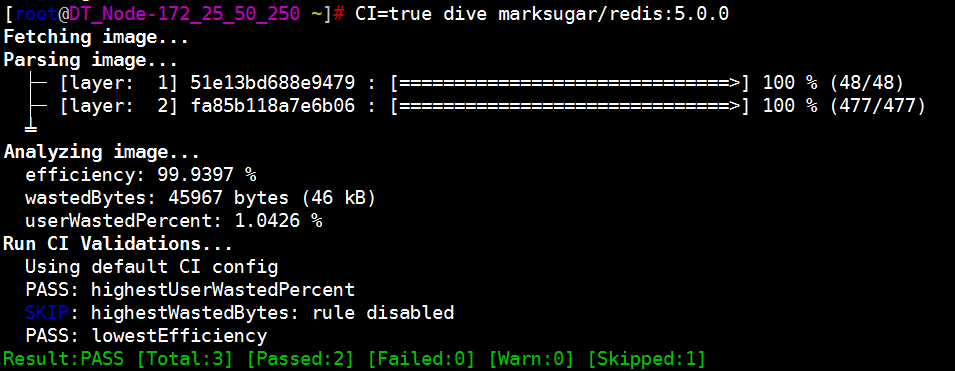 [root@DT_Node-172_25_50_250 ~]# CI=true dive marksugar/redis:5.0.0
Fetching image...
Parsing image...
  ├─ [layer:  1] 51e13bd688e9479 : [==============================>] 100 % (48/48)
  ├─ [layer:  2] fa85b118a7e6b06 : [==============================>] 100 % (477/477)
  ╧
Analyzing image...
  efficiency: 99.9397 %
  wastedBytes: 45967 bytes (46 kB)
  userWastedPercent: 1.0426 %
Run CI Validations...
  Using default CI config
  PASS: highestUserWastedPercent
  SKIP: highestWastedBytes: rule disabled
  PASS: lowestEfficiency
Result:PASS [Total:3] [Passed:2] [Failed:0] [Warn:0] [Skipped:1]